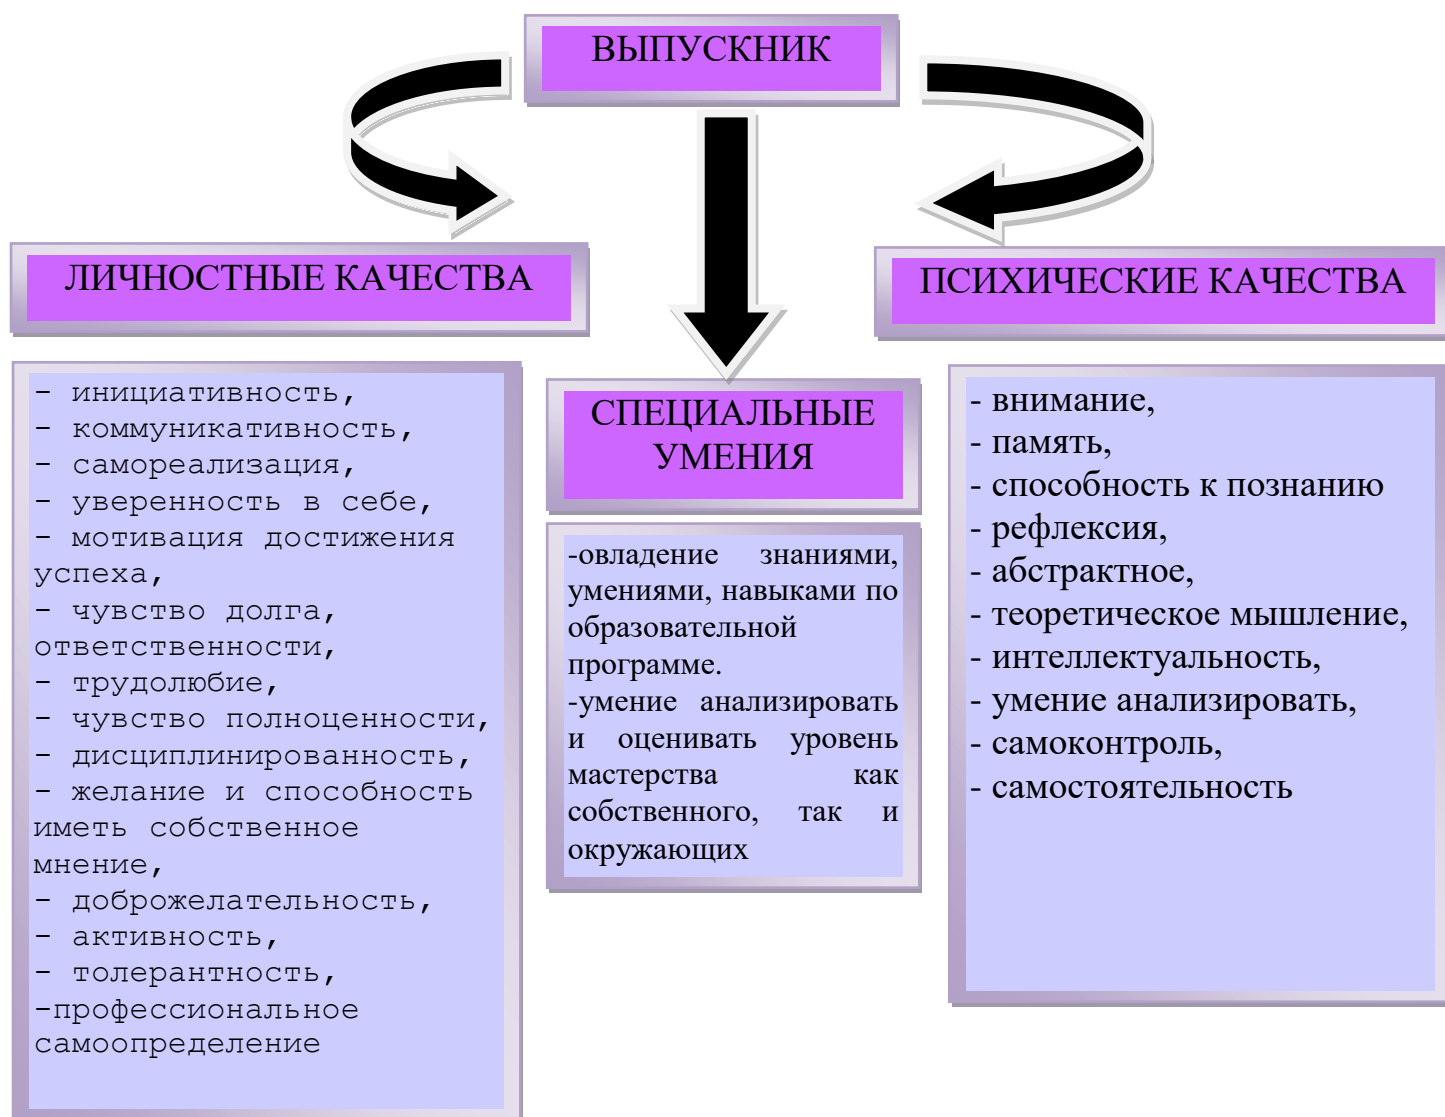 ВЫПУСКНИК
ЛИЧНОСТНЫЕ КАЧЕСТВА
- инициативность,
- коммуникативность,
- самореализация,
- уверенность в себе,
- мотивация достижения
успеха,
- чувство долга,
ответственности,
- трудолюбие,
- чувство полноценности,
- дисциплинированность,
- желание и способность
иметь собственное
мнение,
- доброжелательность,
- активность,
- толерантность,
-профессиональное
самоопределение
СПЕЦИАЛЬНЫЕ
УМЕНИЯ
-овладение знаниями,
умениями, навыками по
образовательной
программе.
-умение анализировать
и оценивать уровень
мастерства как
собственного, так и
окружающих
ПСИХИЧЕСКИЕ КАЧЕСТВА
- внимание,
- память,
- способность к познанию
- рефлексия,
- абстрактное,
- теоретическое мышление,
- интеллектуальность,
- умение анализировать,
- самоконтроль,
- самостоятельность